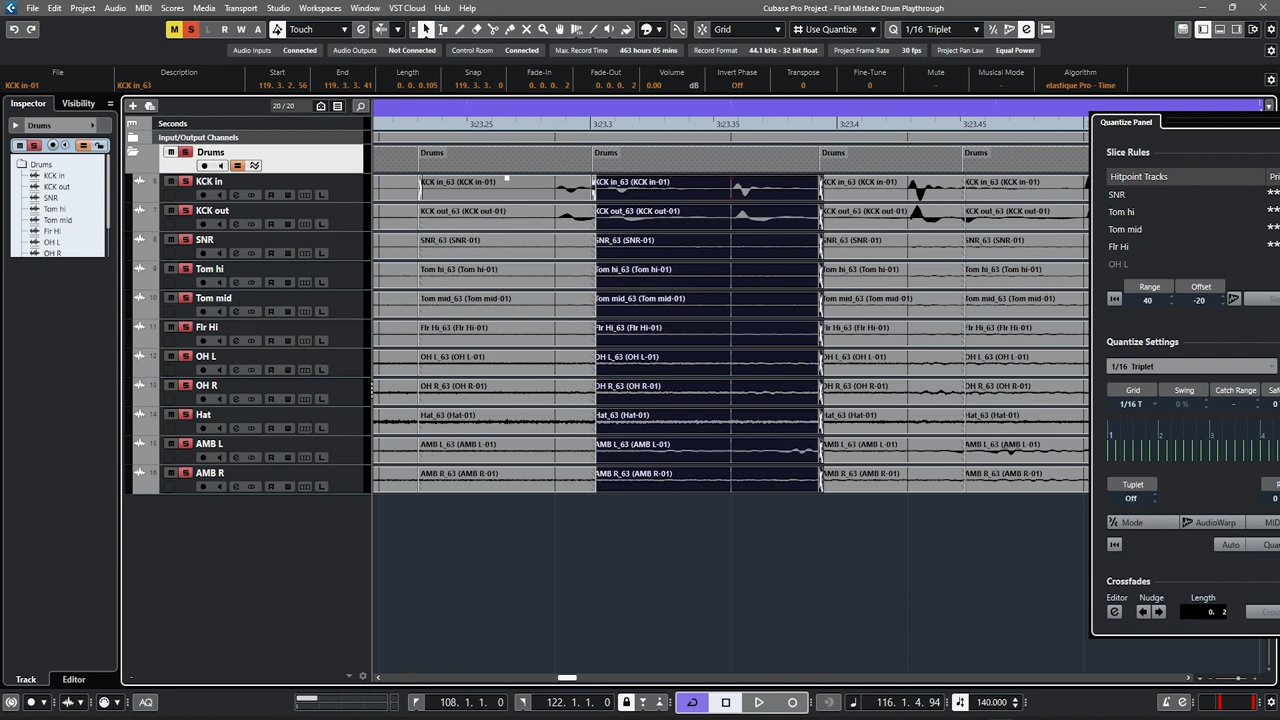 File Edit Project Audio MIDI Scores Media Transport Studio Workspaces Window VST Cloud Hub Help
Cubase Pro Project - Final Mistake Drum Playthrough
M S L R W A Touch Grid Use Quantize Q 1/16 Triplet
Audio Inputs Connected Audio Outputs Not Connected Control Room Connected Max. Record Time 463 hours 05 mins Record Format 44.1 kHz - 32 bit float Project Frame Rate 30 fps Project Pan Law Equal Power
File Description Start End Length Snap Fade-In Fade-Out Volume Invert Phase Transpose Fine-Tune Mute Musical Mode Algorithm
KCK in-01 KCK in_63 119. 3. 2. 56 119. 3. 3. 41 0. 0. 0.105 119. 3. 3. 0 0. 0. 0. 2 0. 0. 0. 2 0.00 dB Off 0 0 - - elastique Pro - Time
Inspector Visibility
20 / 20
3:23.25 3:23.3 3:23.35 3:23.4 3:23.45
Drums
Seconds
Input/Output Channels
Drums
Drums Drums Drums Drums
Drums
KCK in
KCK out
SNR
Tom hi
Tom mid
Flr Hi
OH L
OH R
KCK in KCK in_63 (KCK in-01) KCK in_63 (KCK in-01) KCK in_63 (KCK in-01) KCK in_63 (KCK in-01)
KCK out KCK out_63 (KCK out-01) KCK out_63 (KCK out-01) KCK out_63 (KCK out-01) KCK out_63 (KCK out-01)
SNR SNR_63 (SNR-01) SNR_63 (SNR-01) SNR_63 (SNR-01) SNR_63 (SNR-01)
Tom hi Tom hi_63 (Tom hi-01) Tom hi_63 (Tom hi-01) Tom hi_63 (Tom hi-01) Tom hi_63 (Tom hi-01)
Tom mid Tom mid_63 (Tom mid-01) Tom mid_63 (Tom mid-01) Tom mid_63 (Tom mid-01) Tom mid_63 (Tom mid-01)
Flr Hi Flr Hi_63 (Flr Hi-01) Flr Hi_63 (Flr Hi-01) Flr Hi_63 (Flr Hi-01) Flr Hi_63 (Flr Hi-01)
OH L OH L_63 (OH L-01) OH L_63 (OH L-01) OH L_63 (OH L-01) OH L_63 (OH L-01)
OH R OH R_63 (OH R-01) OH R_63 (OH R-01) OH R_63 (OH R-01) OH R_63 (OH R-01)
Hat Hat_63 (Hat-01) Hat_63 (Hat-01) Hat_63 (Hat-01) Hat_63 (Hat-01)
AMB L AMB L_63 (AMB L-01) AMB L_63 (AMB L-01) AMB L_63 (AMB L-01) AMB L_63 (AMB L-01)
AMB R AMB R_63 (AMB R-01) AMB R_63 (AMB R-01) AMB R_63 (AMB R-01) AMB R_63 (AMB R-01)
Quantize Panel
Slice Rules
Hitpoint Tracks Pri
SNR **
Tom hi **
Tom mid **
Flr Hi **
OH L
Range Offset
40 -20
Quantize Settings
1/16 Triplet
Grid Swing Catch Range Safe
1/16 T 0 % - 0
1 2 3 4
Tuplet
Off 0
Mode AudioWarp MID
Auto Qua
Crossfades
Editor Nudge Length
0. 2 Cros
Track Editor
AQ 108. 1. 1. 0 122. 1. 1. 0 116. 1. 4. 94 140.000